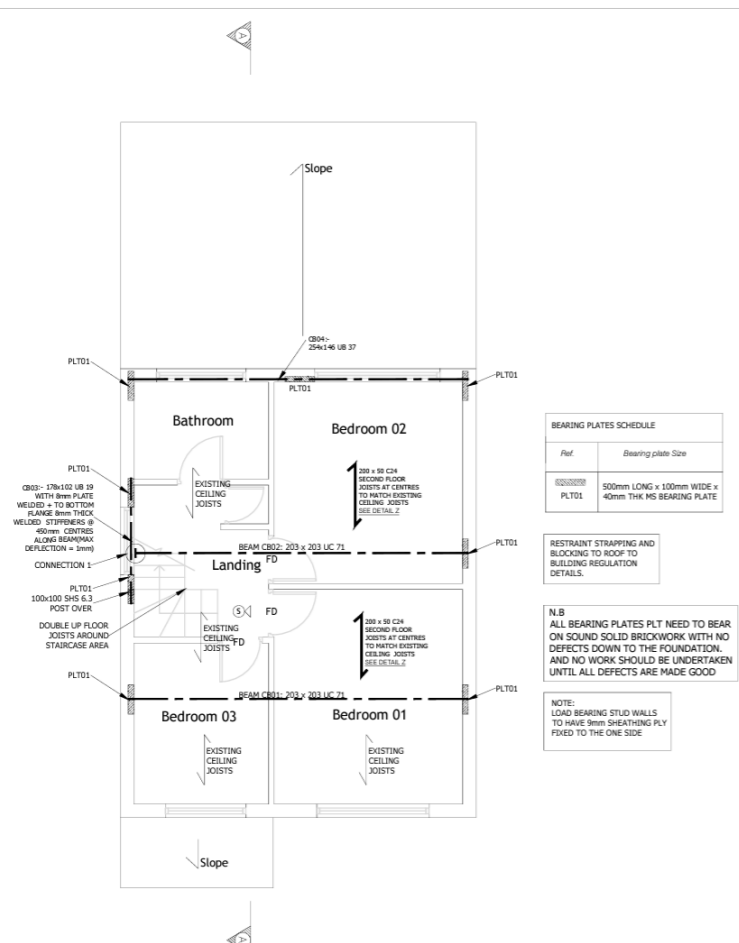 A
Slope
CB04:-
254x146 UB 37
PLT01
PLT01
PLT01
Bathroom
Bedroom 02
PLT01
CB03:- 178x102 UB 19
WITH 8mm PLATE
WELDED + TO BOTTOM
FLANGE 8mm THICK
WELDED STIFFENERS @
450mm CENTRES
ALONG BEAM(MAX
DEFLECTION = 1mm)
CONNECTION 1
PLT01
100x100 SHS 6.3
POST OVER
DOUBLE UP FLOOR
JOISTS AROUND
STAIRCASE AREA
EXISTING
CEILING
JOISTS
200 x 50 C24
SECOND FLOOR
JOISTS AT CENTRES
TO MATCH EXISTING
CEILING JOISTS
SEE DETAIL Z
BEAM CB02: 203 x 203 UC 71
PLT01
FD
Landing
S
FD
EXISTING
CEILING
JOISTS
FD
200 x 50 C24
SECOND FLOOR
JOISTS AT CENTRES
TO MATCH EXISTING
CEILING JOISTS
SEE DETAIL Z
PLT01
BEAM CB01: 203 x 203 UC 71
PLT01
Bedroom 03
Bedroom 01
EXISTING
CEILING
JOISTS
EXISTING
CEILING
JOISTS
Slope
A
BEARING PLATES SCHEDULE
Ref. Bearing plate Size
PLT01 500mm LONG x 100mm WIDE x
40mm THK MS BEARING PLATE
RESTRAINT STRAPPING AND
BLOCKING TO ROOF TO
BUILDING REGULATION
DETAILS.
N.B
ALL BEARING PLATES PLT NEED TO BEAR
ON SOUND SOLID BRICKWORK WITH NO
DEFECTS DOWN TO THE FOUNDATION.
AND NO WORK SHOULD BE UNDERTAKEN
UNTIL ALL DEFECTS ARE MADE GOOD
NOTE:
LOAD BEARING STUD WALLS
TO HAVE 9mm SHEATHING PLY
FIXED TO THE ONE SIDE